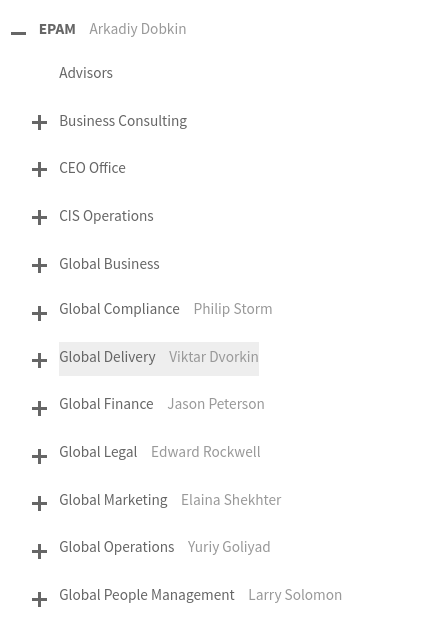 EPAM Arkadiy Dobkin
Advisors
Business Consulting
CEO Office
CIS Operations
Global Business
Global Compliance Philip Storm
Global Delivery Viktar Dvorkin
Global Finance Jason Peterson
Global Legal Edward Rockwell
Global Marketing Elaina Shekhter
Global Operations Yuriy Goliyad
Global People Management Larry Solomon